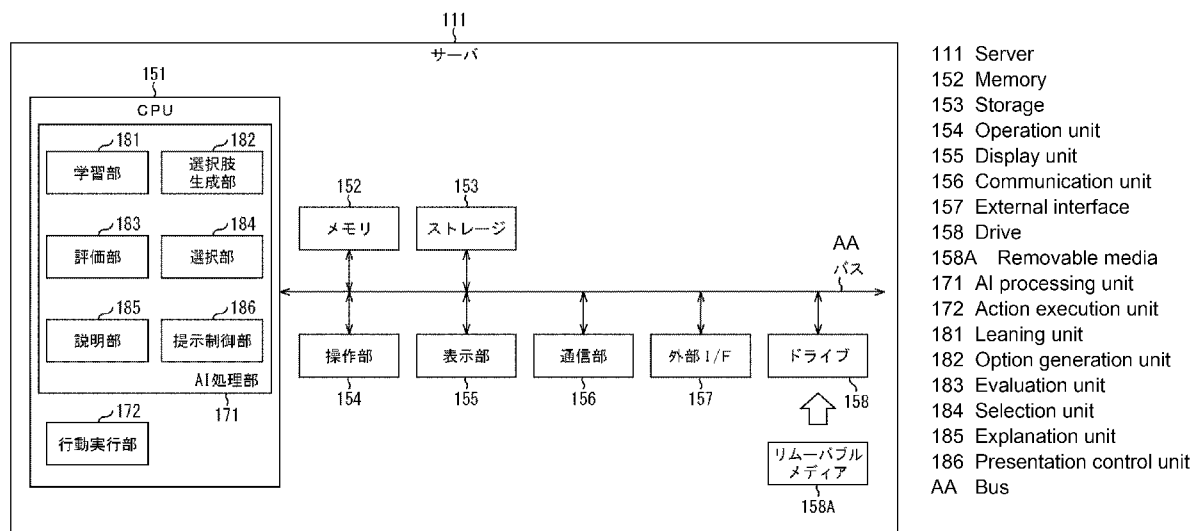 111
サーバ
151
CPU
181
学習部
182
選択肢
生成部
183
評価部
184
選択部
185
説明部
186
提示制御部
AI処理部
171
172
行動実行部
152
メモリ
153
ストレージ
AA
バス
操作部
154
表示部
155
通信部
156
外部I/F
157
ドライブ
158
リムーバブル
メディア
158A
111 Server
152 Memory
153 Storage
154 Operation unit
155 Display unit
156 Communication unit
157 External interface
158 Drive
158A Removable media
171 AI processing unit
172 Action execution unit
181 Leaning unit
182 Option generation unit
183 Evaluation unit
184 Selection unit
185 Explanation unit
186 Presentation control unit
AA Bus